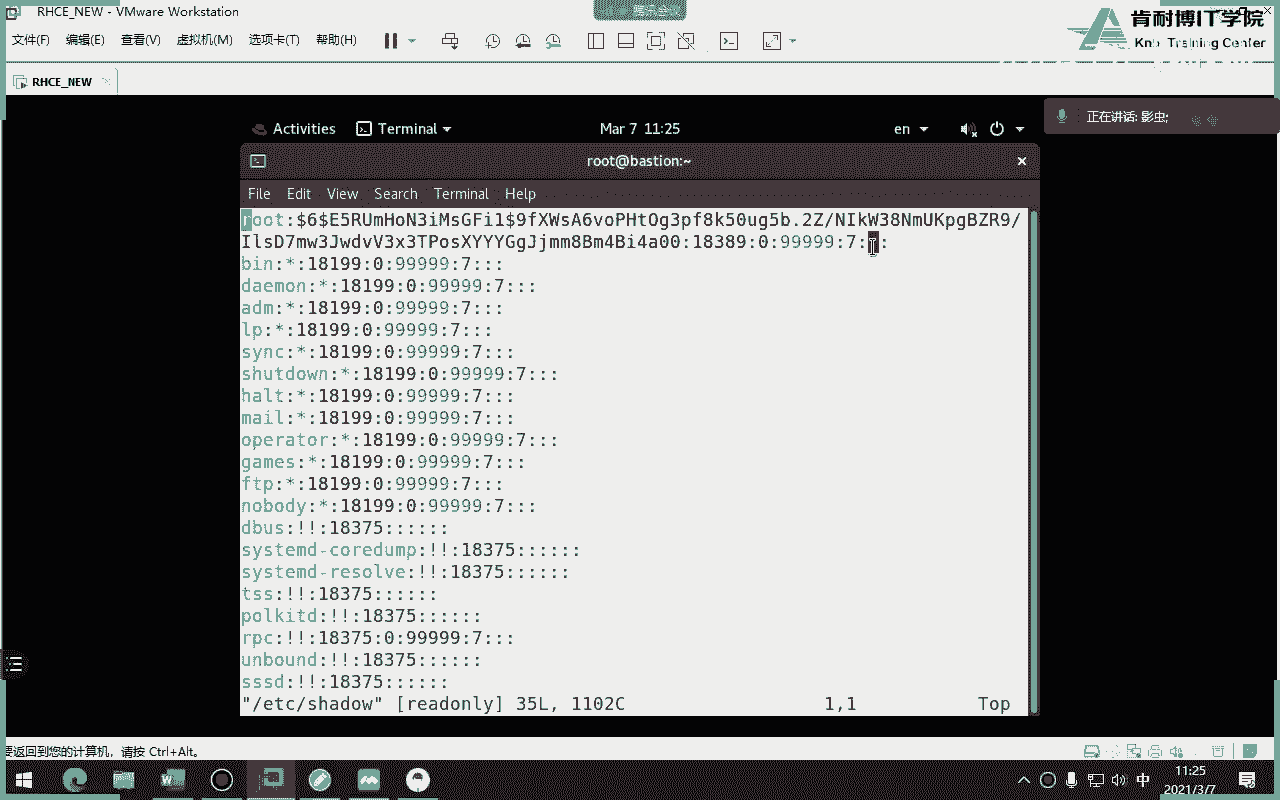 RHCE_NEW - VMware Workstation
肯耐博IT学院
Training Center
文件(F) 编辑(E) 查看(V) 虚拟机(M) 选项卡(T) 帮助(H)
RHCE_NEW
正在讲话: 影虫;
Activities Terminal Mar 7 11:25 en
root@bastion:~
File Edit View Search Terminal Help
root:$6$E5RUmHoN3iMsGFi1$9fXWsA6voPHtOg3pf8k50ug5b.2Z/NIkW38NmUKpgBZR9/
IlsD7mw3JwdvV3x3TPosXYYYGgJjmm8Bm4Bi4a00:18389:0:99999:7:::
bin:*:18199:0:99999:7:::
daemon:*:18199:0:99999:7:::
adm:*:18199:0:99999:7:::
lp:*:18199:0:99999:7:::
sync:*:18199:0:99999:7:::
shutdown:*:18199:0:99999:7:::
halt:*:18199:0:99999:7:::
mail:*:18199:0:99999:7:::
operator:*:18199:0:99999:7:::
games:*:18199:0:99999:7:::
ftp:*:18199:0:99999:7:::
nobody:*:18199:0:99999:7:::
dbus:!!:18375::::::
systemd-coredump:!!:18375::::::
systemd-resolve:!!:18375::::::
tss:!!:18375::::::
polkitd:!!:18375::::::
rpc:!!:18375:0:99999:7:::
unbound:!!:18375::::::
sssd:!!:18375::::::
"/etc/shadow" [readonly] 35L, 1102C 1,1 Top
要返回到您的计算机，请按 Ctrl+Alt。
中
11:25
2021/3/7